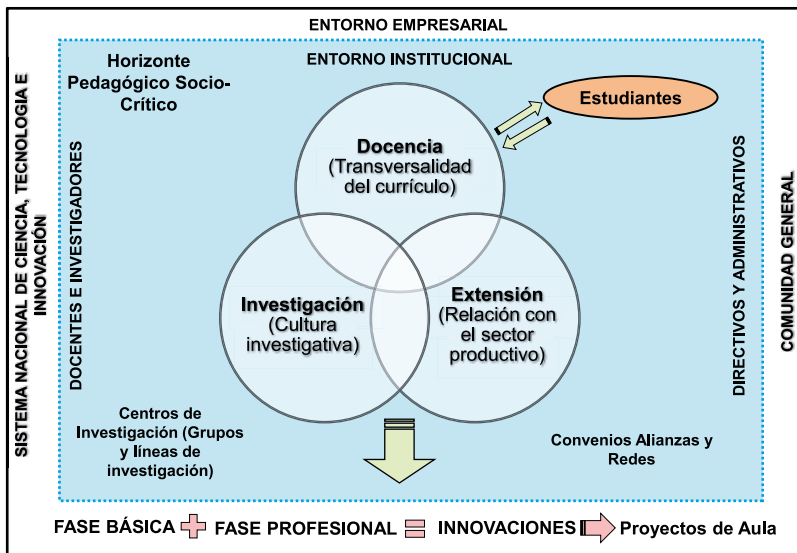 ENTORNO EMPRESARIAL
ENTORNO INSTITUCIONAL
Horizonte
Pedagógico Socio-
Crítico
Estudiantes
Docencia
(Transversalidad
del currículo)
SISTEMA NACIONAL DE CIENCIA, TECNOLOGIA E
INNOVACIÓN
DOCENTES E INVESTIGADORES
Investigación
(Cultura
investigativa)
Extensión
(Relación con
el sector
productivo)
DIRECTIVOS Y ADMINISTRATIVOS
COMUNIDAD GENERAL
Centros de
Investigación (Grupos
y líneas de
investigación)
Convenios Alianzas y
Redes
FASE BÁSICA + FASE PROFESIONAL = INNOVACIONES Proyectos de Aula